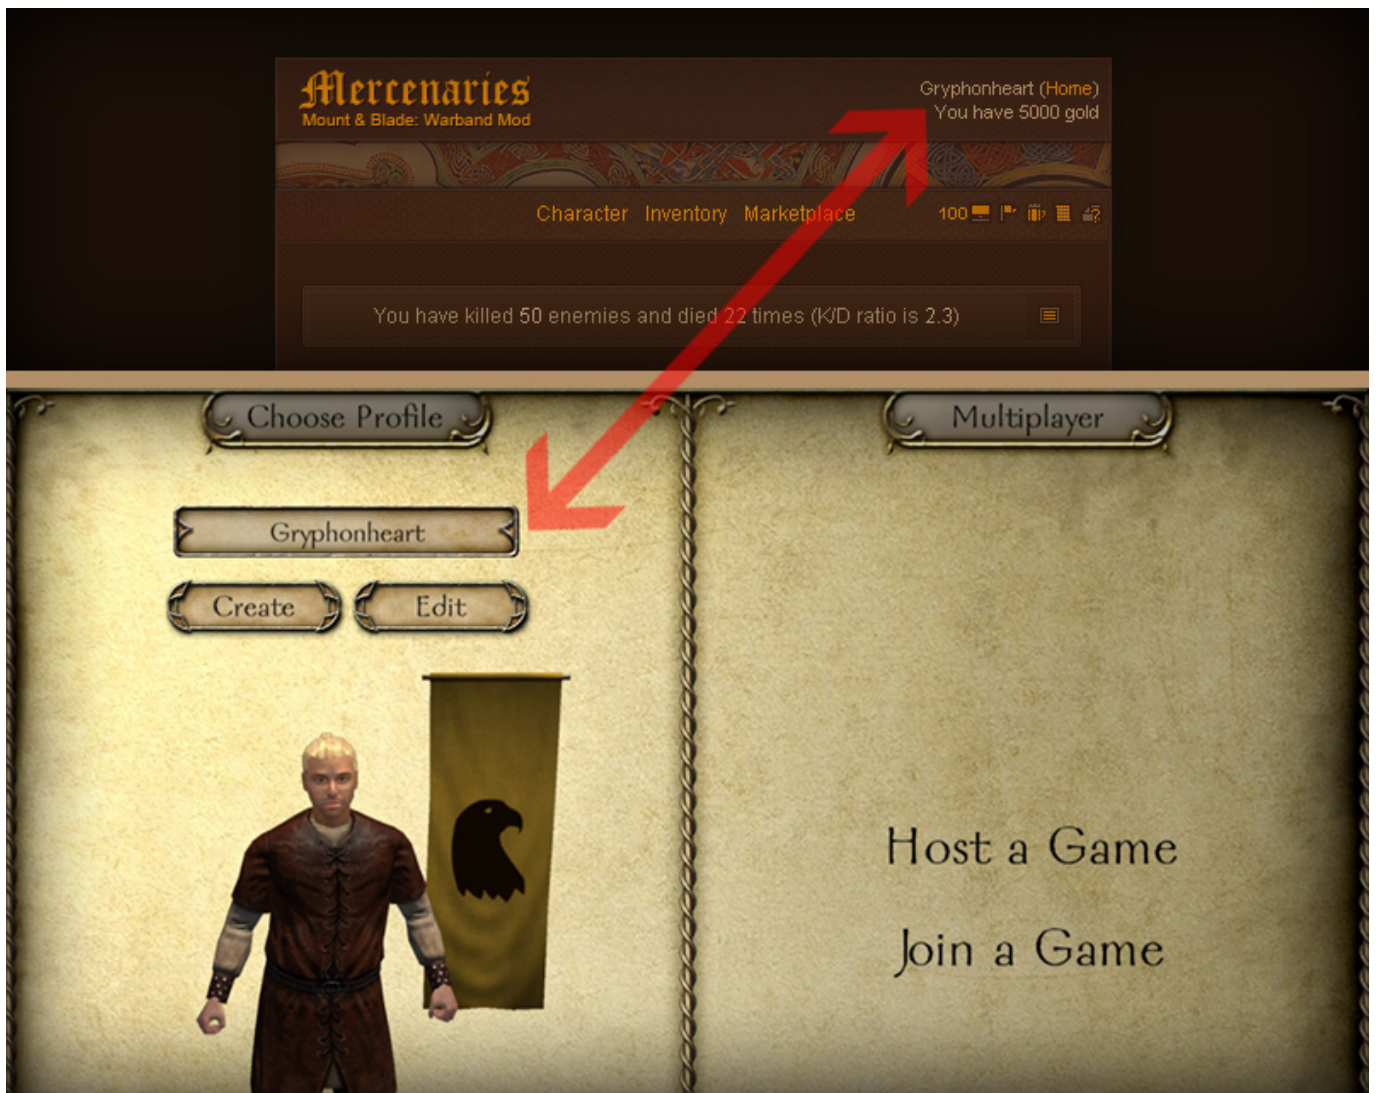 Mercenaries
Mount & Blade: Warband Mod
Gryphonheart (Home)
You have 5000 gold
Character Inventory Marketplace 100
You have killed 50 enemies and died 22 times (K/D ratio is 2.3)
Choose Profile
Multiplayer
Gryphonheart
Create Edit
Host a Game
Join a Game